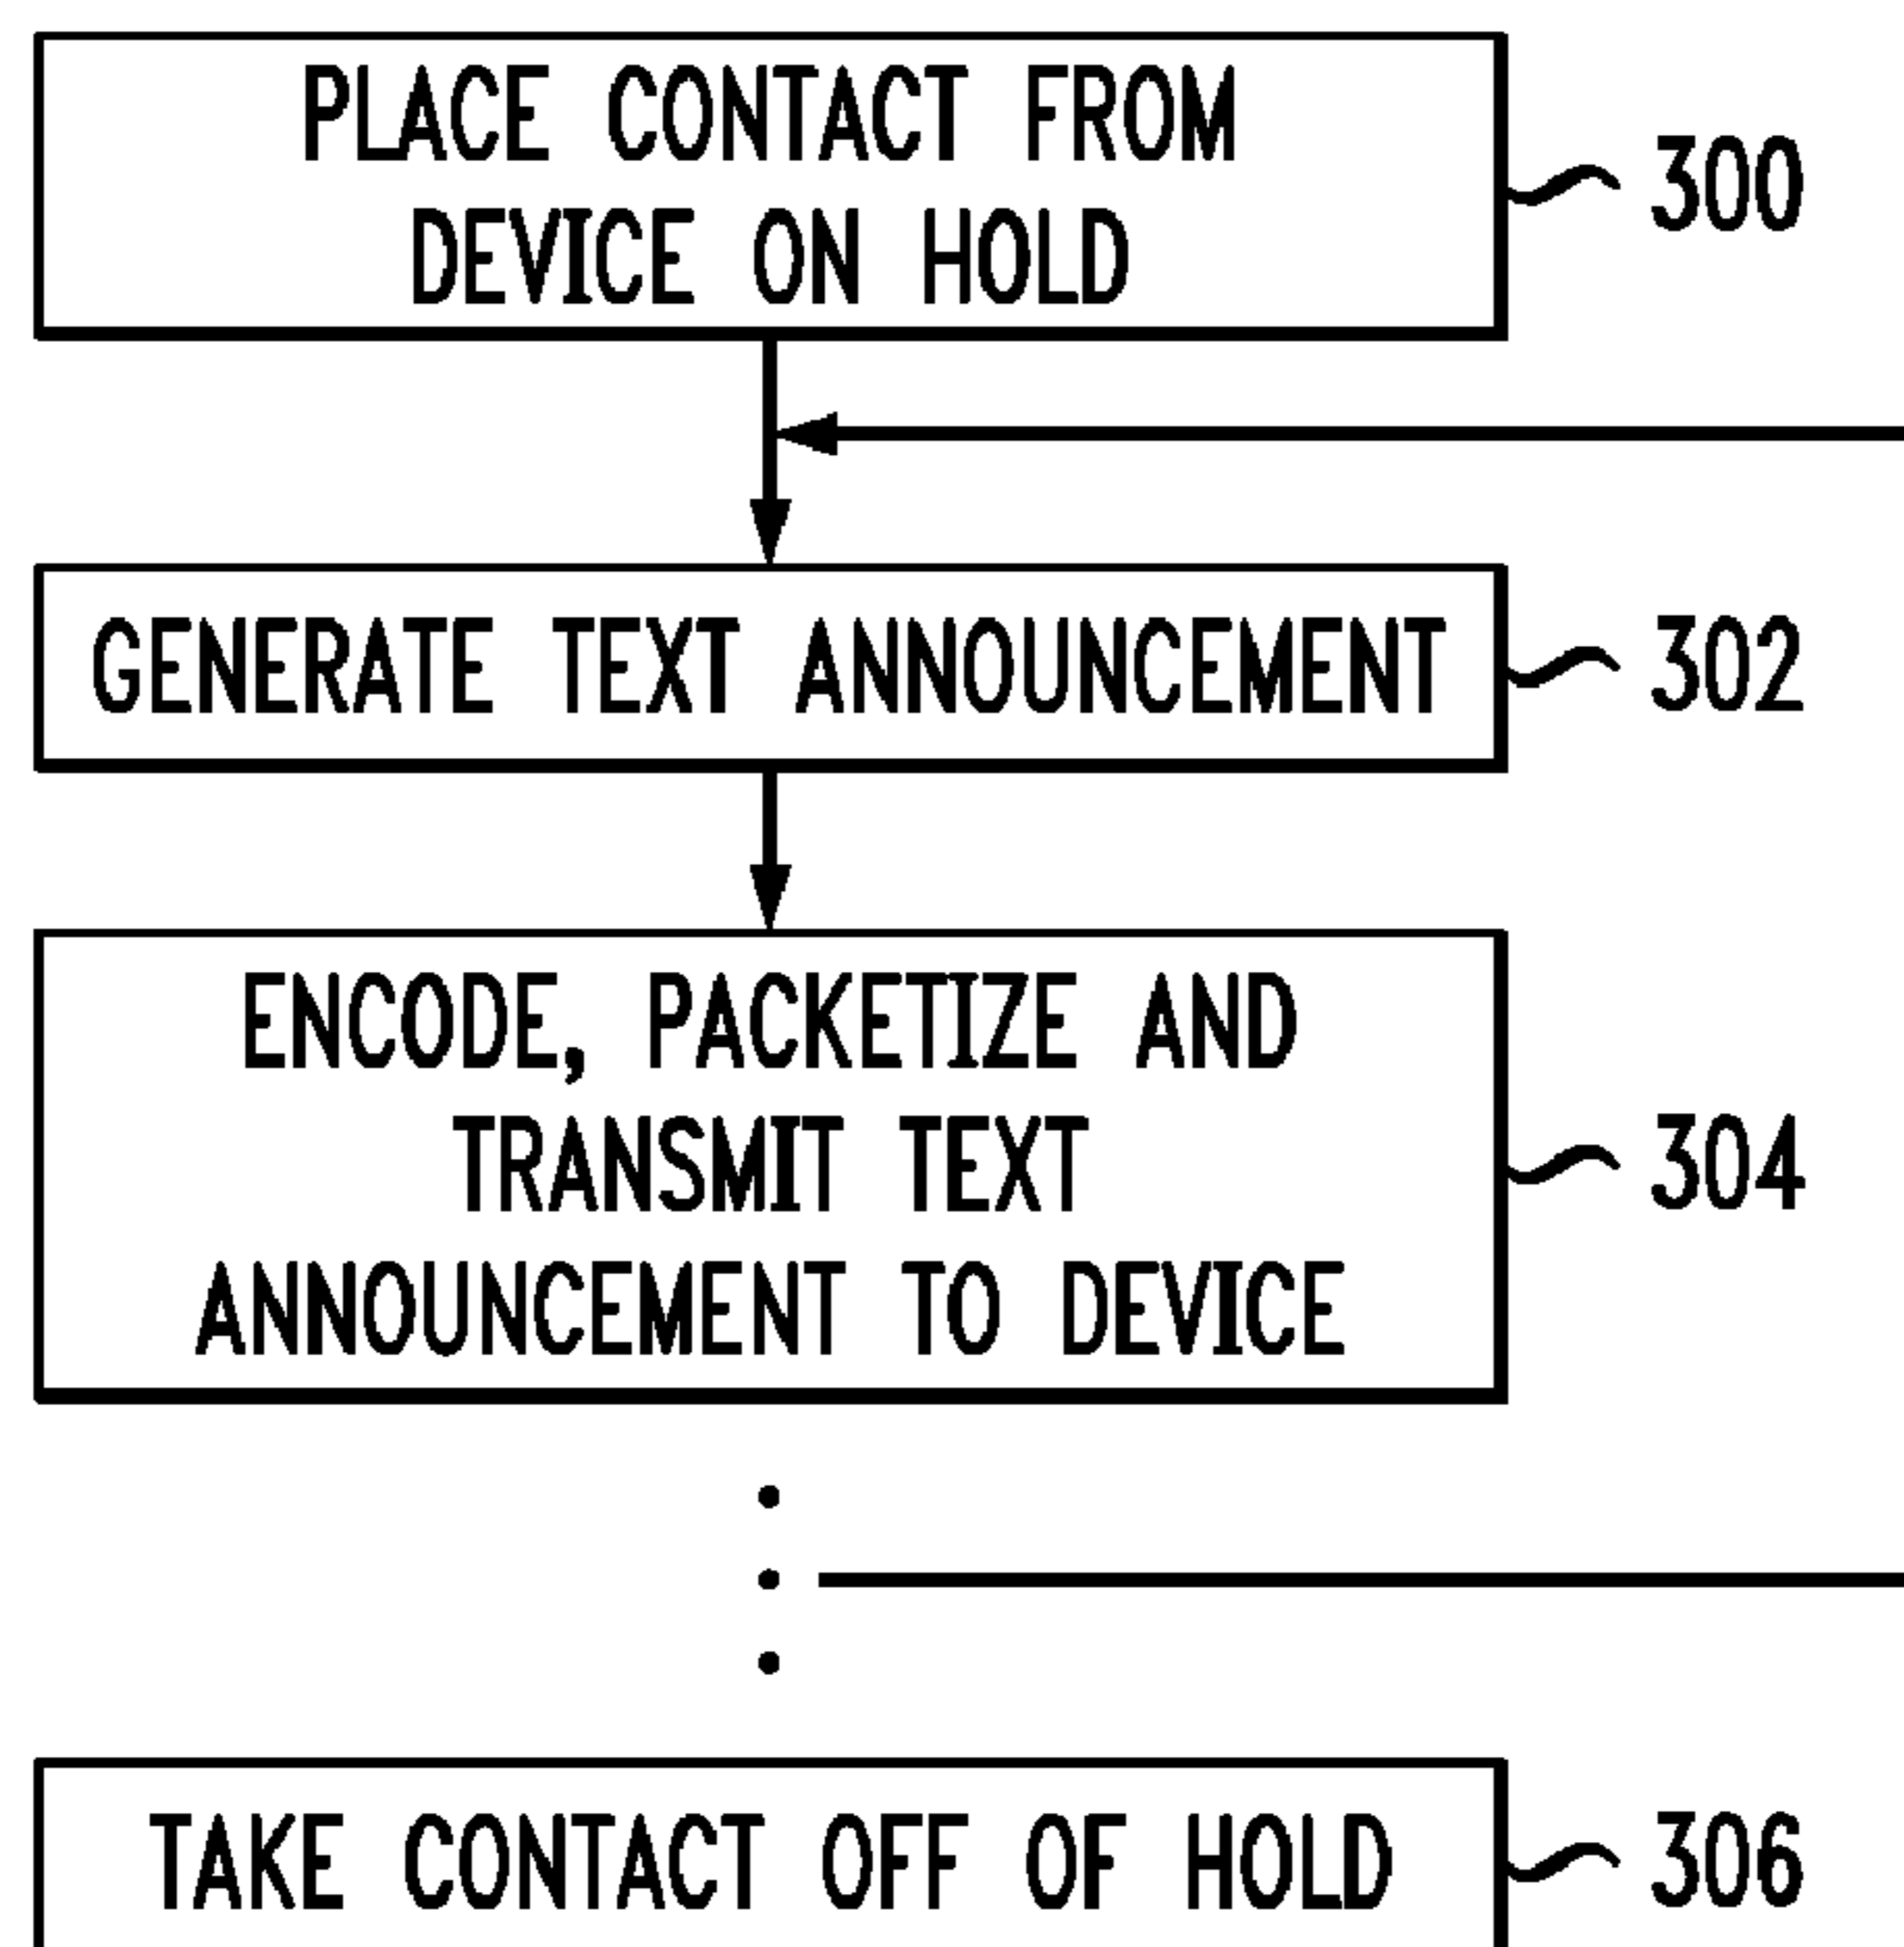 PLACE CONTACT FROM
DEVICE ON HOLD
300
GENERATE TEXT ANNOUNCEMENT
302
ENCODE, PACKETIZE AND
TRANSMIT TEXT
ANNOUNCEMENT TO DEVICE
304
TAKE CONTACT OFF OF HOLD
306